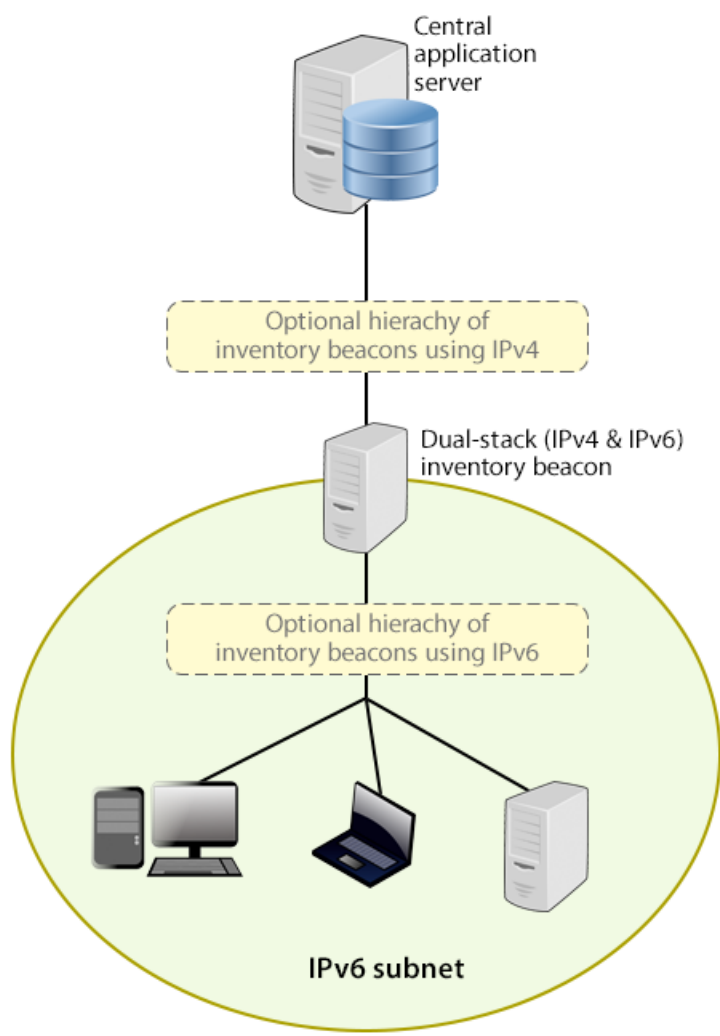 Central
application
server
Optional hierachy of
inventory beacons using IPv4
Dual-stack (IPv4 & IPv6)
inventory beacon
Optional hierachy of
inventory beacons using IPv6
IPv6 subnet